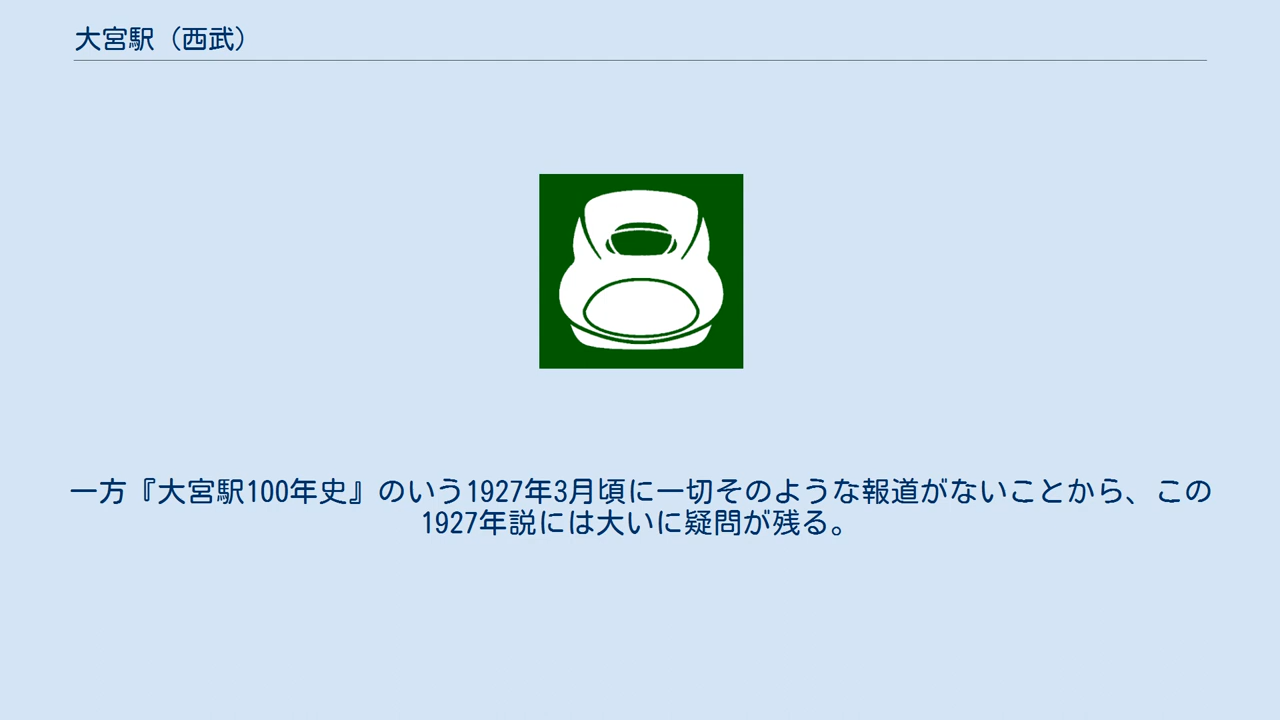 大宮駅（西武）
一方『大宮駅100年史』のいう1927年3月頃に一切そのような報道がないことから、この
1927年説には大いに疑問が残る。